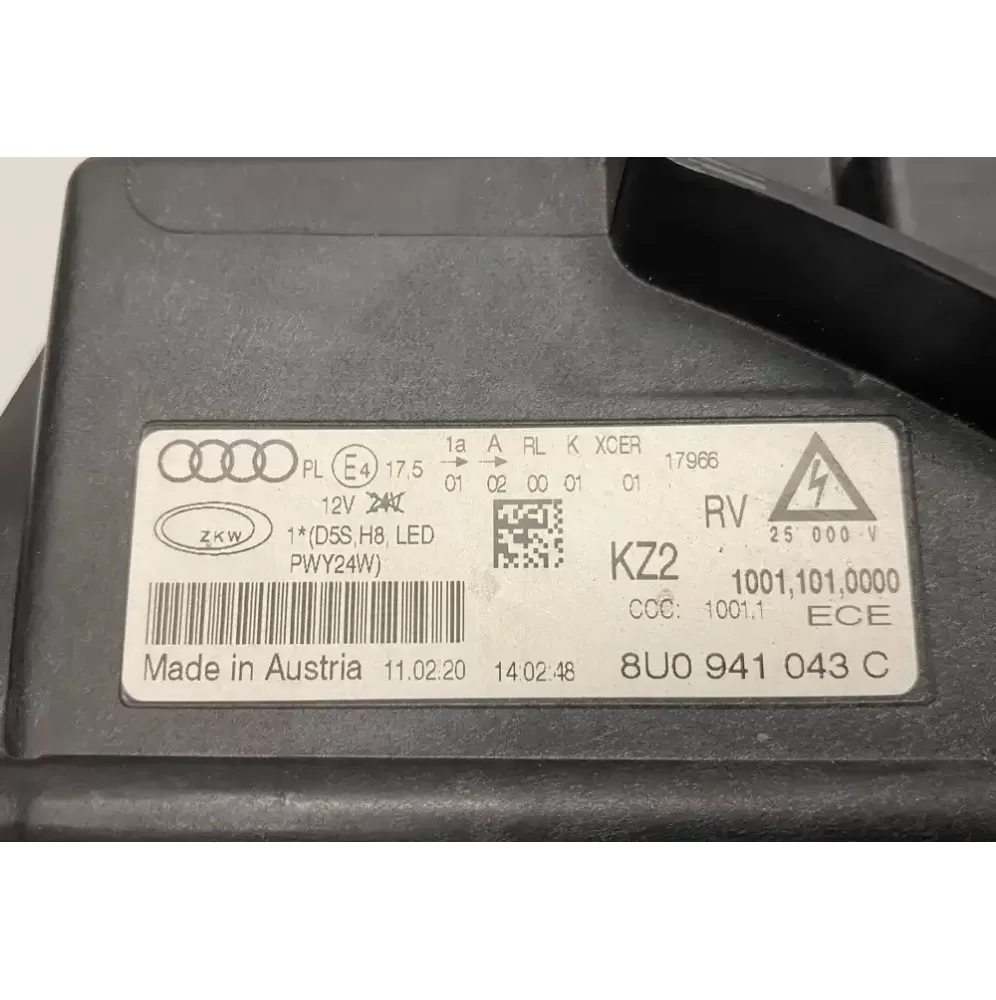 1a A RL K XCER
PL E4 17,5 01 02 00 01 01 17966
12V 24V
ZKW 1*(D5S,H8, LED
PWY24W)
RV 25 000 V
KZ2 1001,101,0000
CCC: 1001,1 ECE
Made in Austria 11.02.20 14:02:48 8U0 941 043 C